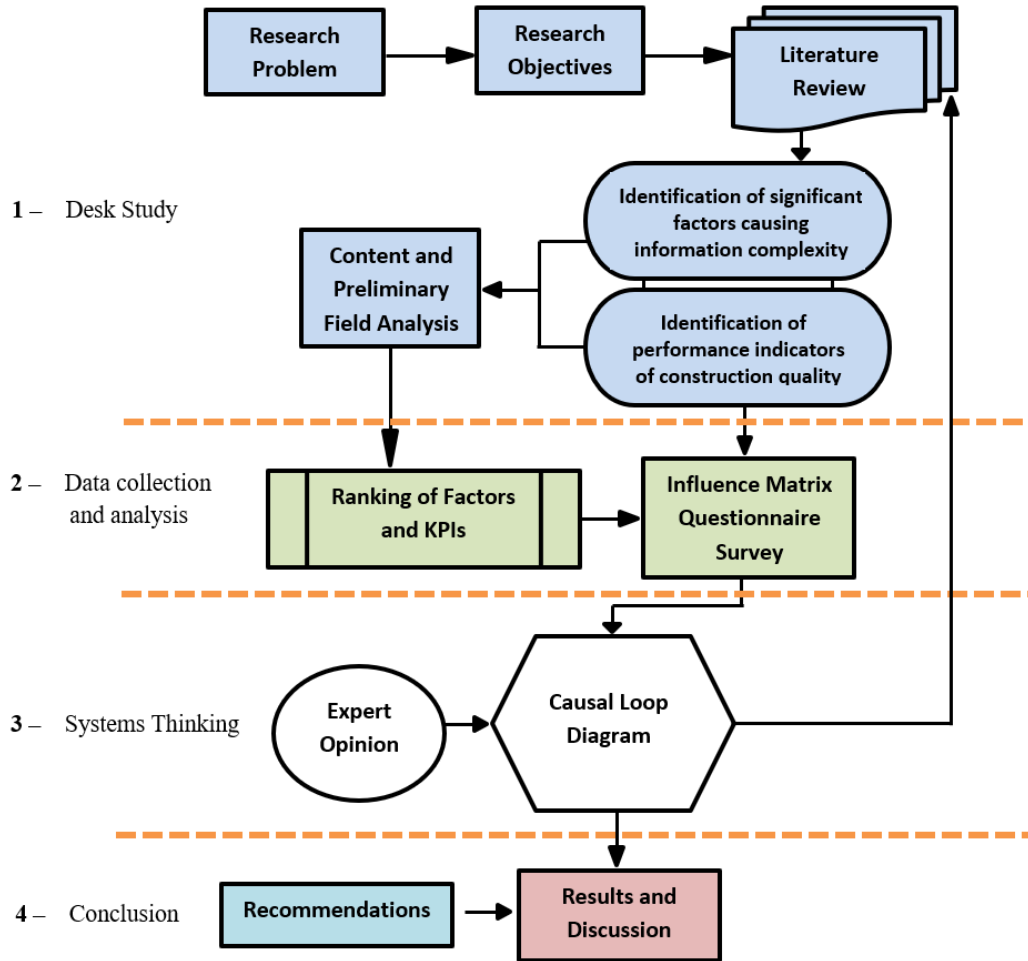 Research
Problem
Research
Objectives
Literature
Review
1 – Desk Study
Identification of significant
factors causing
information complexity
Content and
Preliminary
Field Analysis
Identification of
performance indicators
of construction quality
2 – Data collection
and analysis
Ranking of Factors
and KPIs
Influence Matrix
Questionnaire
Survey
3 – Systems Thinking
Expert
Opinion
Causal Loop
Diagram
4 – Conclusion
Recommendations
Results and
Discussion